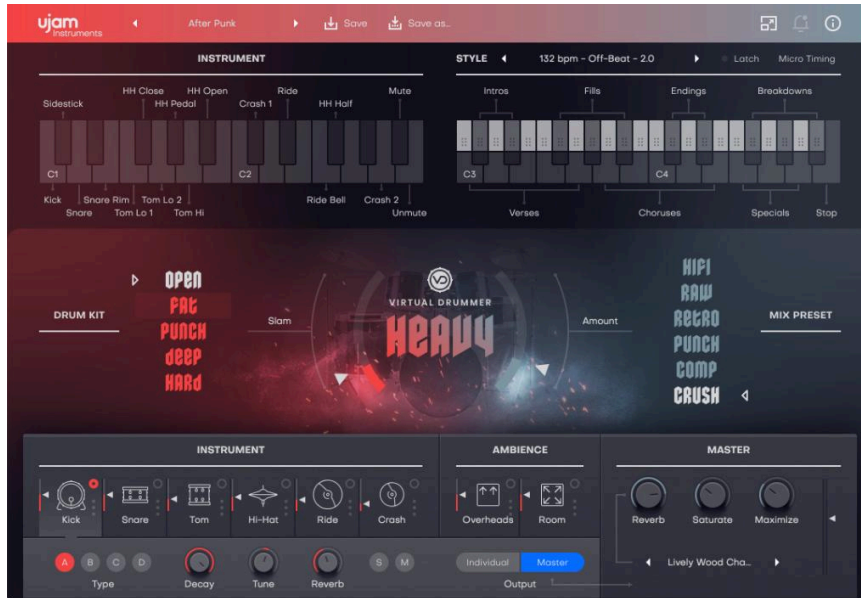 ujam
Instruments
After Punk
Save
Save as..
INSTRUMENT
STYLE
132 bpm - Off-Beat - 2.0
Latch
Micro Timing
HH Close
HH Open
Ride
Mute
Intros
Fills
Endings
Breakdowns
Sidestick
HH Pedal
Crash 1
HH Half
C1
C2
C3
C4
Kick
Snare Rim
Tom Lo 2
Ride Bell
Crash 2
Snare
Tom Lo 1
Tom Hi
Unmute
Verses
Choruses
Specials
Stop
DRUM KIT
OPEN
FAT
PUNCH
DEEP
HARD
Slam
VD
VIRTUAL DRUMMER
HEAVY
Amount
HIFI
RAW
RETRO
PUNCH
COMP
CRUSH
MIX PRESET
INSTRUMENT
AMBIENCE
MASTER
Kick
Snare
Tom
Hi-Hat
Ride
Crash
Overheads
Room
Reverb
Saturate
Maximize
A
B
C
D
S
M
Individual
Master
Lively Wood Cha...
Type
Decay
Tune
Reverb
Output